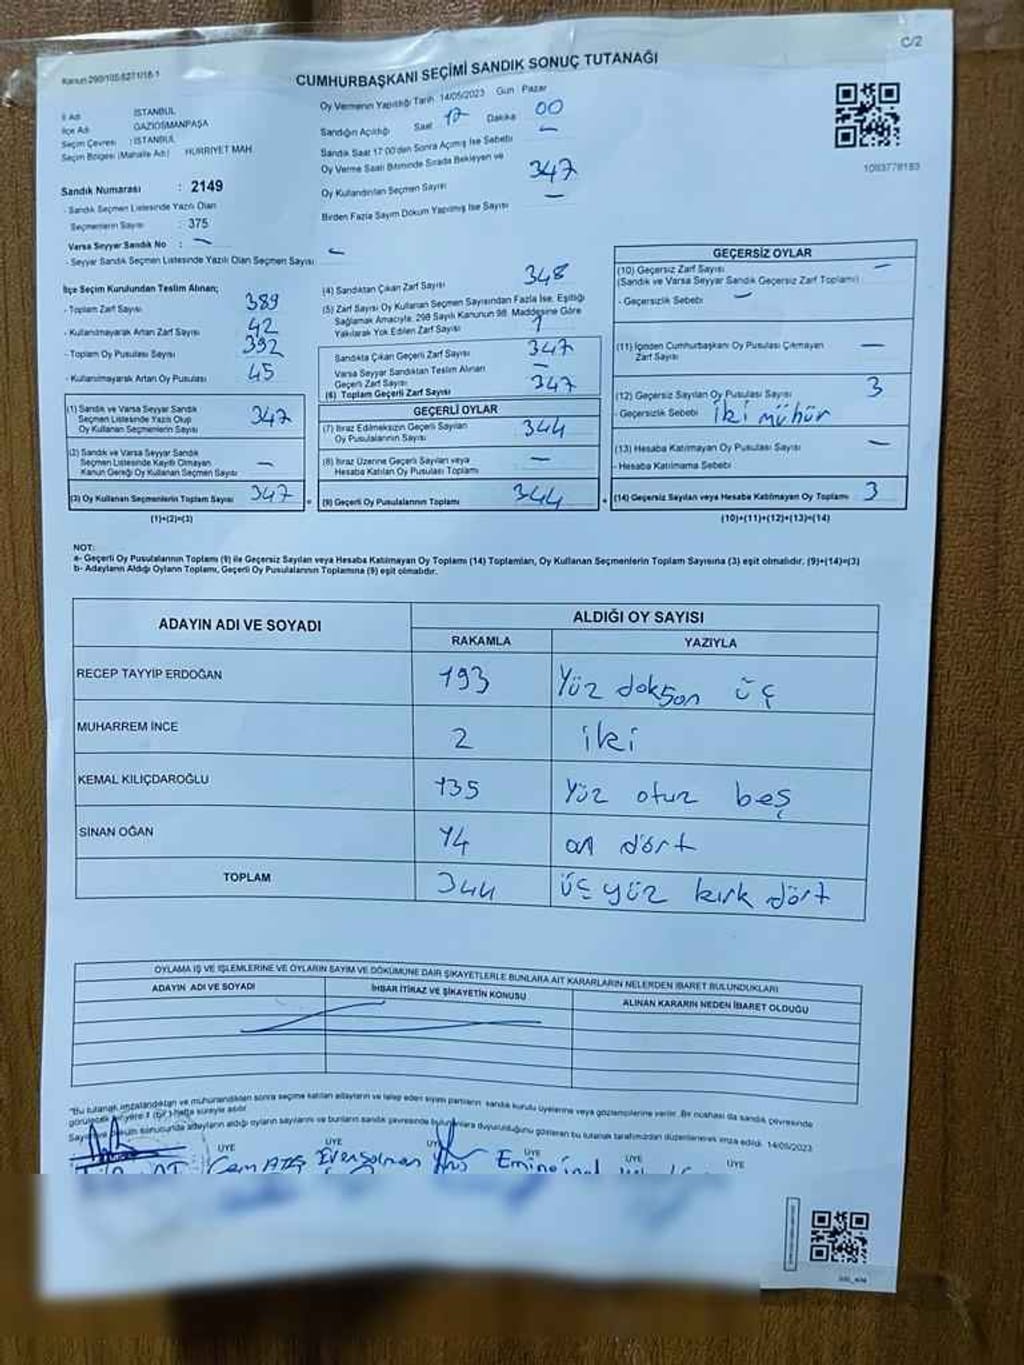 C/2
Kanun 298/105-6271/18-1
CUMHURBAŞKANI SEÇİMİ SANDIK SONUÇ TUTANAĞI
İl Adı İSTANBUL
İlçe Adı GAZİOSMANPAŞA
Seçim Çevresi : İSTANBUL
Seçim Bölgesi (Mahalle Adı) HÜRRİYET MAH
Sandık Numarası : 2149
- Sandık Seçmen Listesinde Yazılı Olan
Seçmenlerin Sayısı : 375
Varsa Seyyar Sandık No : –
- Seyyar Sandık Seçmen Listesinde Yazılı Olan Seçmen Sayısı –
Oy Vermenin Yapıldığı Tarih 14/05/2023 Gün Pazar
Sandığın Açıldığı Saat 17 Dakika 00
Sandık Saat 17:00'den Sonra Açılmış İse Sebebi –
Oy Verme Saati Bitiminde Sırada Bekleyen ve
Oy Kullandırılan Seçmen Sayısı 347
Birden Fazla Sayım Döküm Yapılmış İse Sayısı –
1093778183
İlçe Seçim Kurulundan Teslim Alınan;
- Toplam Zarf Sayısı 389
- Kullanılmayarak Artan Zarf Sayısı 42
- Toplam Oy Pusulası Sayısı 392
- Kullanılmayarak Artan Oy Pusulası 45
(1) Sandık ve Varsa Seyyar Sandık
Seçmen Listesinde Yazılı Olup
Oy Kullanan Seçmenlerin Sayısı 347
(2) Sandık ve Varsa Seyyar Sandık
Seçmen Listesinde Kayıtlı Olmayan
Kanun Gereği Oy Kullanan Seçmen Sayısı –
(3) Oy Kullanan Seçmenlerin Toplam Sayısı 347
(1)+(2)=(3)
(4) Sandıktan Çıkan Zarf Sayısı 348
(5) Zarf Sayısı Oy Kullanan Seçmen Sayısından Fazla İse, Eşitliği
Sağlamak Amacıyla, 298 Sayılı Kanunun 98. Maddesine Göre
Yakılarak Yok Edilen Zarf Sayısı 1
Sandıkta Çıkan Geçerli Zarf Sayısı 347
Varsa Seyyar Sandıktan Teslim Alınan
Geçerli Zarf Sayısı –
(6) Toplam Geçerli Zarf Sayısı 347
GEÇERLİ OYLAR
(7) İtiraz Edilmeksizin Geçerli Sayılan
Oy Pusulalarının Sayısı 344
(8) İtiraz Üzerine Geçerli Sayılan veya
Hesaba Katılan Oy Pusulası Toplamı –
= (9) Geçerli Oy Pusulalarının Toplamı 344
GEÇERSİZ OYLAR
(10) Geçersiz Zarf Sayısı –
(Sandık ve Varsa Seyyar Sandık Geçersiz Zarf Toplamı)
- Geçersizlik Sebebi –
(11) İçinden Cumhurbaşkanı Oy Pusulası Çıkmayan
Zarf Sayısı –
(12) Geçersiz Sayılan Oy Pusulası Sayısı 3
- Geçersizlik Sebebi iki mühür
(13) Hesaba Katılmayan Oy Pusulası Sayısı –
- Hesaba Katılmama Sebebi
+ (14) Geçersiz Sayılan veya Hesaba Katılmayan Oy Toplamı 3
(10)+(11)+(12)+(13)=(14)
NOT:
a- Geçerli Oy Pusulalarının Toplamı (9) ile Geçersiz Sayılan veya Hesaba Katılmayan Oy Toplamı (14) Toplamları, Oy Kullanan Seçmenlerin Toplam Sayısına (3) eşit olmalıdır. (9)+(14)=(3)
b- Adayların Aldığı Oyların Toplamı, Geçerli Oy Pusulalarının Toplamına (9) eşit olmalıdır.
ADAYIN ADI VE SOYADI ALDIĞI OY SAYISI
RAKAMLA YAZIYLA
RECEP TAYYİP ERDOĞAN 193 Yüz dokson üç
MUHARREM İNCE 2 iki
KEMAL KILIÇDAROĞLU 135 Yüz otuz beş
SİNAN OĞAN 14 on dört
TOPLAM 344 üç yüz kırk dört
OYLAMA İŞ VE İŞLEMLERİNE VE OYLARIN SAYIM VE DÖKÜMÜNE DAİR ŞİKAYETLERLE BUNLARA AİT KARARLARIN NELERDEN İBARET BULUNDUKLARI
ADAYIN ADI VE SOYADI İHBAR İTİRAZ VE ŞİKAYETİN KONUSU ALINAN KARARIN NEDEN İBARET OLDUĞU
"Bu tutanak imzalandıktan ve mühürlendikten sonra seçime katılan adayların ve talep eden siyasi partilerin sandık kurulu üyelerine veya gözlemcilerine verilir. Bir nüshası da sandık çevresinde
görülecek bir yere 1 (bir) hafta süreyle asılır.
Sayım ve döküm sonucunda adayların aldığı oyların sayılarını ve bunların sandık çevresinde bulunanlara duyurulduğunu gösteren bu tutanak tarafımızdan düzenlenerek imza edildi. 14/05/2023
ÜYE ÜYE ÜYE ÜYE ÜYE ÜYE
Cem ATEŞ